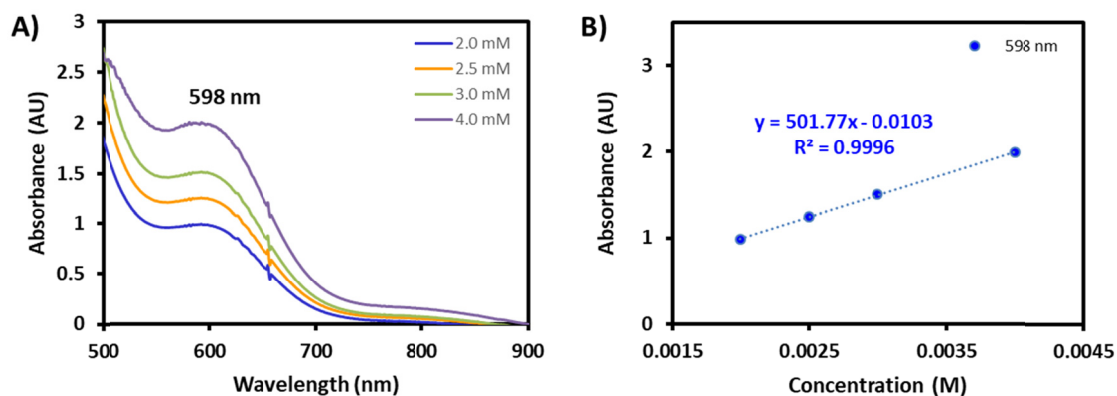 A)
3
2.5
2
1.5
1
0.5
0
Absorbance (AU)
598 nm
2.0 mM
2.5 mM
3.0 mM
4.0 mM
500 600 700 800 900
Wavelength (nm)
B)
3
2
1
0
Absorbance (AU)
598 nm
y = 501.77x - 0.0103
R² = 0.9996
0.0015 0.0025 0.0035 0.0045
Concentration (M)